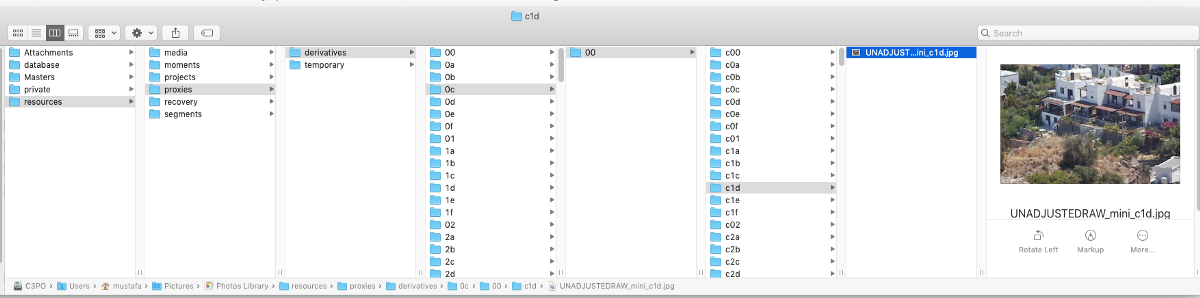 c1d
Search
Attachments
database
Masters
private
resources
media
moments
projects
proxies
recovery
segments
derivatives
temporary
00
0a
0b
0c
0d
0e
0f
01
1a
1b
1c
1d
1e
1f
02
2a
2b
2c
2d
00
c00
c0a
c0b
c0c
c0d
c0e
c0f
c01
c1a
c1b
c1c
c1d
c1e
c1f
c02
c2a
c2b
c2c
c2d
UNADJUST...ini_c1d.jpg
UNADJUSTEDRAW_mini_c1d.jpg
Rotate Left Markup More...
C3PO Users mustafa Pictures Photos Library resources proxies derivatives 0c 00 c1d UNADJUSTEDRAW_mini_c1d.jpg